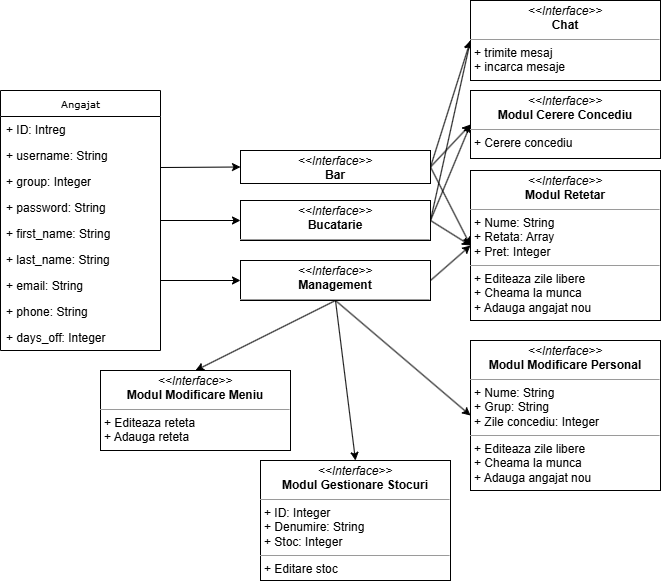 Angajat
+ ID: Intreg
+ username: String
+ group: Integer
+ password: String
+ first_name: String
+ last_name: String
+ email: String
+ phone: String
+ days_off: Integer
<<Interface>>
Bar
<<Interface>>
Bucatarie
<<Interface>>
Management
<<Interface>>
Chat
+ trimite mesaj
+ incarca mesaje
<<Interface>>
Modul Cerere Concediu
+ Cerere concediu
<<Interface>>
Modul Retetar
+ Nume: String
+ Retata: Array
+ Pret: Integer
+ Editeaza zile libere
+ Cheama la munca
+ Adauga angajat nou
<<Interface>>
Modul Modificare Personal
+ Nume: String
+ Grup: String
+ Zile concediu: Integer
+ Editeaza zile libere
+ Cheama la munca
+ Adauga angajat nou
<<Interface>>
Modul Modificare Meniu
+ Editeaza reteta
+ Adauga reteta
<<Interface>>
Modul Gestionare Stocuri
+ ID: Integer
+ Denumire: String
+ Stoc: Integer
+ Editare stoc